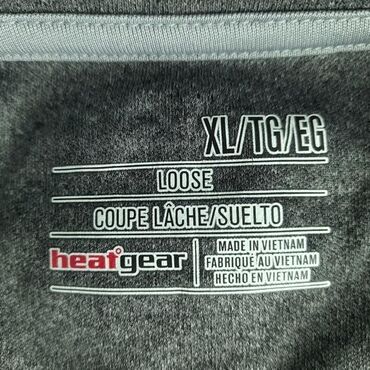 XL/TG/EG
LOOSE
COUPE LÂCHE/SUELTO
heatgear
MADE IN VIETNAM
FABRIQUÉ AU VIETNAM
HECHO EN VIETNAM